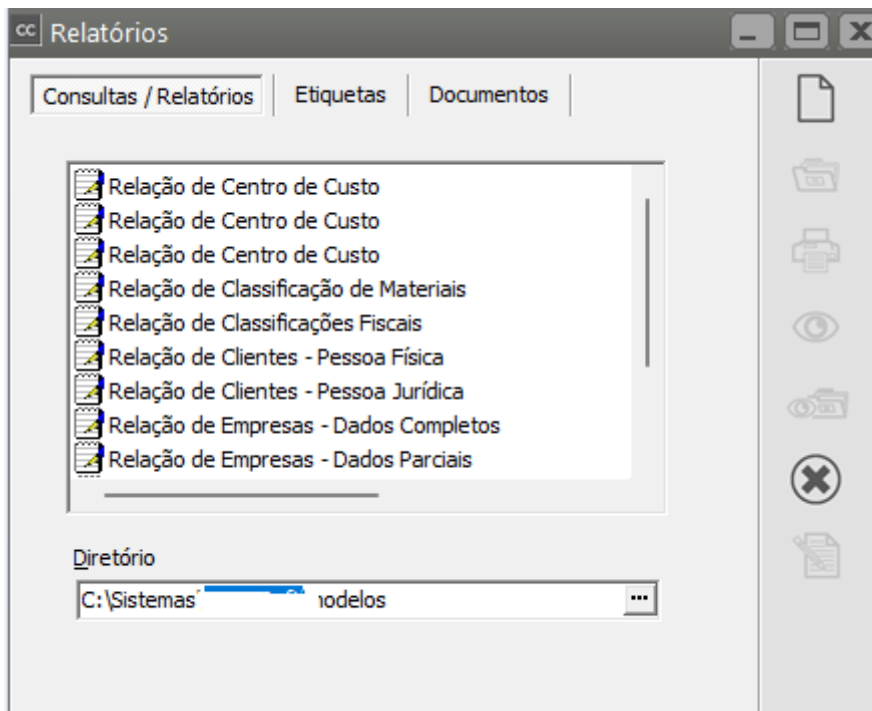 cc Relatórios
Consultas / Relatórios Etiquetas Documentos
Relação de Centro de Custo
Relação de Centro de Custo
Relação de Centro de Custo
Relação de Classificação de Materiais
Relação de Classificações Fiscais
Relação de Clientes - Pessoa Física
Relação de Clientes - Pessoa Jurídica
Relação de Empresas - Dados Completos
Relação de Empresas - Dados Parciais
Diretório
C:\Sistemas odelos
...